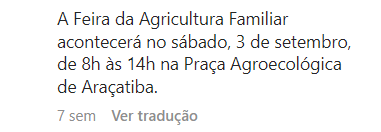 A Feira da Agricultura Familiar
acontecerá no sábado, 3 de setembro,
de 8h às 14h na Praça Agroecológica
de Araçatiba.
7 sem Ver tradução